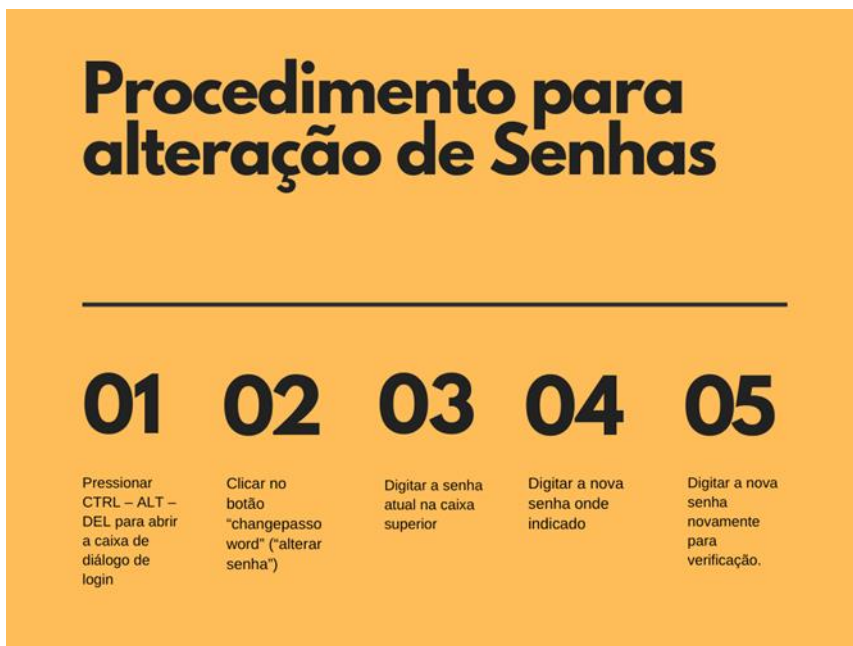 Procedimento para
alteração de Senhas
01
Pressionar
CTRL – ALT –
DEL para abrir
a caixa de
diálogo de
login
02
Clicar no
botão
“changepasso
word” (“alterar
senha”)
03
Digitar a senha
atual na caixa
superior
04
Digitar a nova
senha onde
indicado
05
Digitar a nova
senha
novamente
para
verificação.